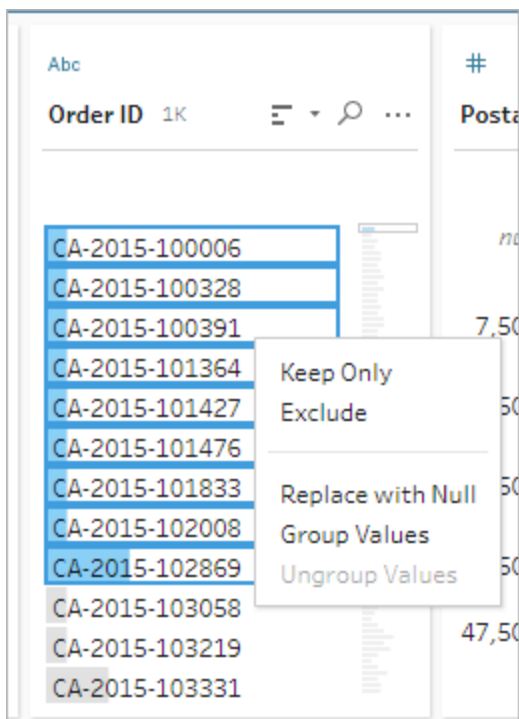 Abc
#
Order ID 1K
Posta
CA-2015-100006
CA-2015-100328
CA-2015-100391
7,50
CA-2015-101364
CA-2015-101427
CA-2015-101476
CA-2015-101833
CA-2015-102008
CA-2015-102869
CA-2015-103058
CA-2015-103219
47,50
CA-2015-103331
Keep Only
Exclude
Replace with Null
Group Values
Ungroup Values